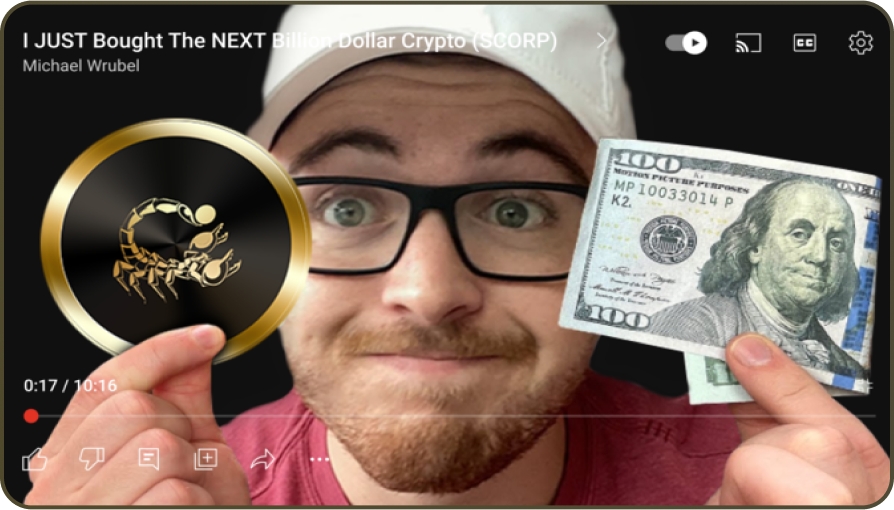 I JUST Bought The NEXT Billion Dollar Crypto (SCORP)
Michael Wrubel
CC
100
MOTION PICTURE PURPOSES
MP 10033014 P
K2.
ONE H
100
0:17 / 10:16